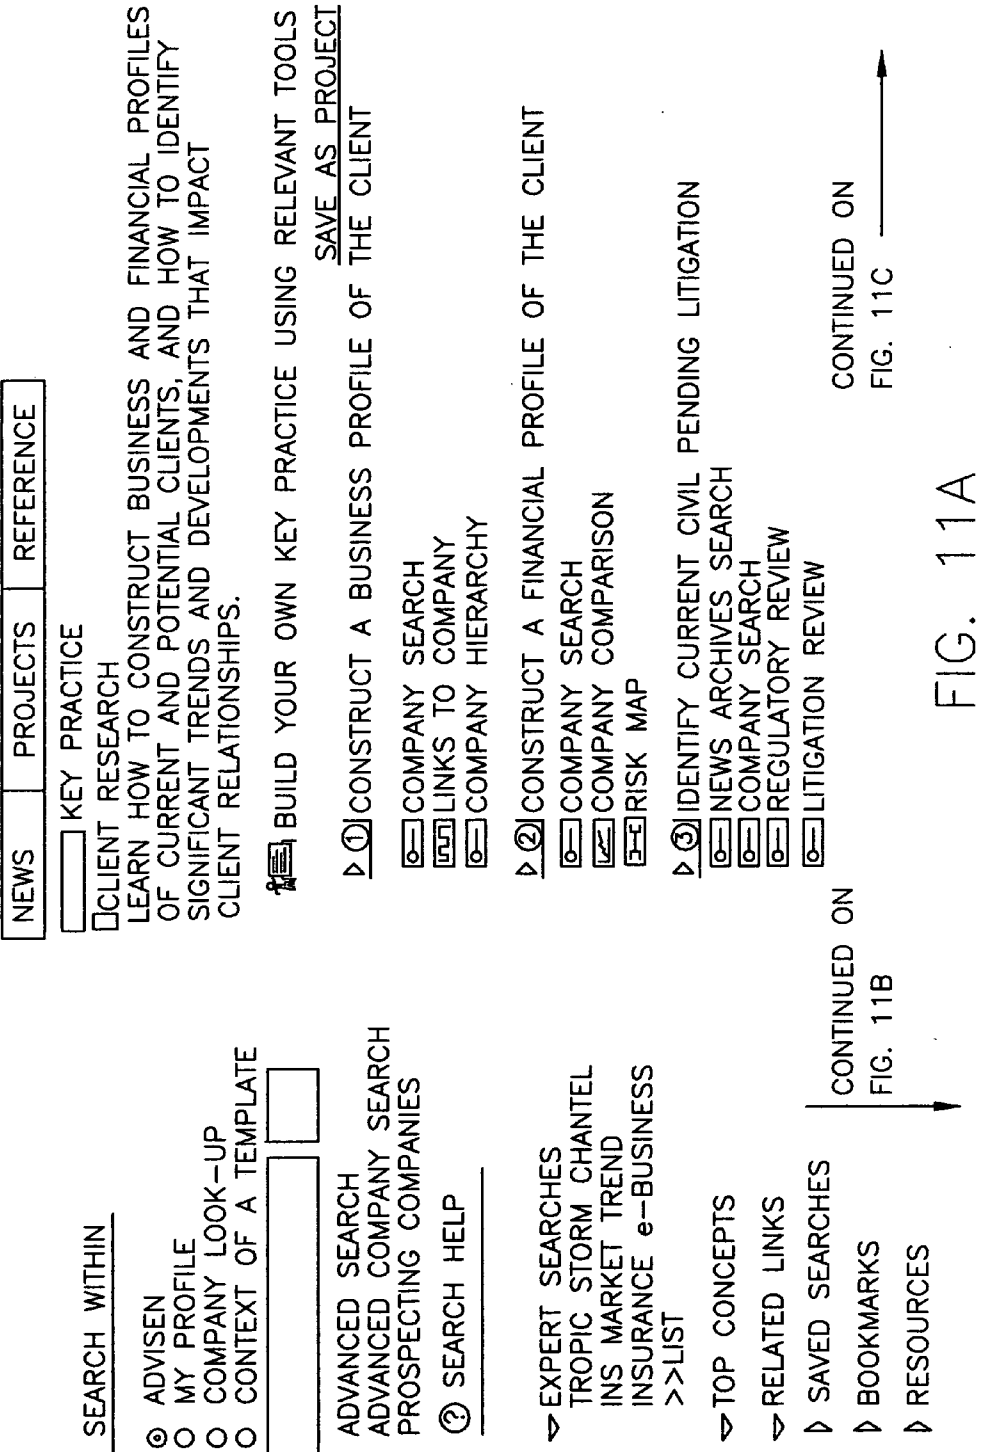 SEARCH WITHIN
ADVISEN
MY PROFILE
COMPANY LOOK-UP
CONTEXT OF A TEMPLATE
ADVANCED SEARCH
ADVANCED COMPANY SEARCH
PROSPECTING COMPANIES
? SEARCH HELP
EXPERT SEARCHES
TROPIC STORM CHANTEL
INS MARKET TREND
INSURANCE e-BUSINESS
>>LIST
TOP CONCEPTS
RELATED LINKS
SAVED SEARCHES
BOOKMARKS
RESOURCES
NEWS PROJECTS REFERENCE
KEY PRACTICE
CLIENT RESEARCH
LEARN HOW TO CONSTRUCT BUSINESS AND FINANCIAL PROFILES
OF CURRENT AND POTENTIAL CLIENTS, AND HOW TO IDENTIFY
SIGNIFICANT TRENDS AND DEVELOPMENTS THAT IMPACT
CLIENT RELATIONSHIPS.
BUILD YOUR OWN KEY PRACTICE USING RELEVANT TOOLS
SAVE AS PROJECT
1 CONSTRUCT A BUSINESS PROFILE OF THE CLIENT
COMPANY SEARCH
LINKS TO COMPANY
COMPANY HIERARCHY
2 CONSTRUCT A FINANCIAL PROFILE OF THE CLIENT
COMPANY SEARCH
COMPANY COMPARISON
RISK MAP
3 IDENTIFY CURRENT CIVIL PENDING LITIGATION
NEWS ARCHIVES SEARCH
COMPANY SEARCH
REGULATORY REVIEW
LITIGATION REVIEW
CONTINUED ON
FIG. 11B
CONTINUED ON
FIG. 11C
FIG. 11A